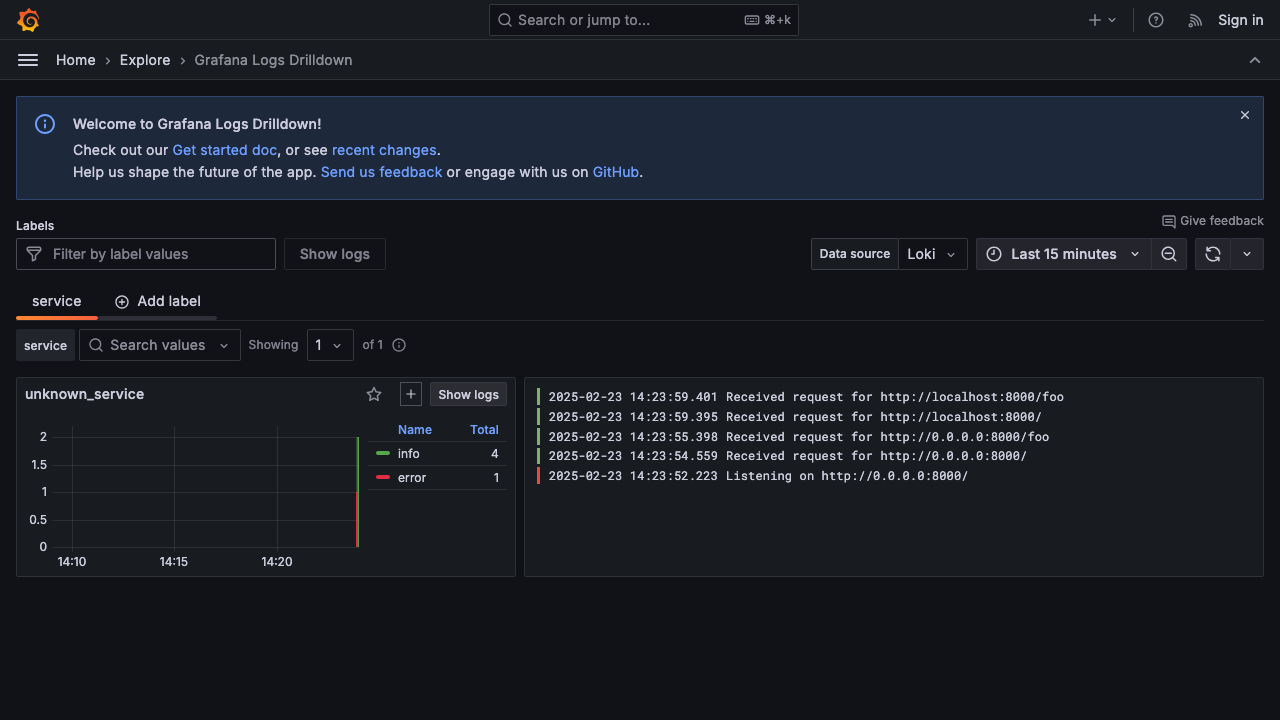 Search or jump to... ⌘+k Sign in
Home › Explore › Grafana Logs Drilldown
Welcome to Grafana Logs Drilldown!
Check out our Get started doc, or see recent changes.
Help us shape the future of the app. Send us feedback or engage with us on GitHub.
Give feedback
Labels
Filter by label values Show logs Data source Loki Last 15 minutes
service Add label
service Search values Showing 1 of 1
unknown_service Show logs
Name Total
info 4
error 1
2
1.5
1
0.5
0
14:10 14:15 14:20
2025-02-23 14:23:59.401 Received request for http://localhost:8000/foo
2025-02-23 14:23:59.395 Received request for http://localhost:8000/
2025-02-23 14:23:55.398 Received request for http://0.0.0.0:8000/foo
2025-02-23 14:23:54.559 Received request for http://0.0.0.0:8000/
2025-02-23 14:23:52.223 Listening on http://0.0.0.0:8000/